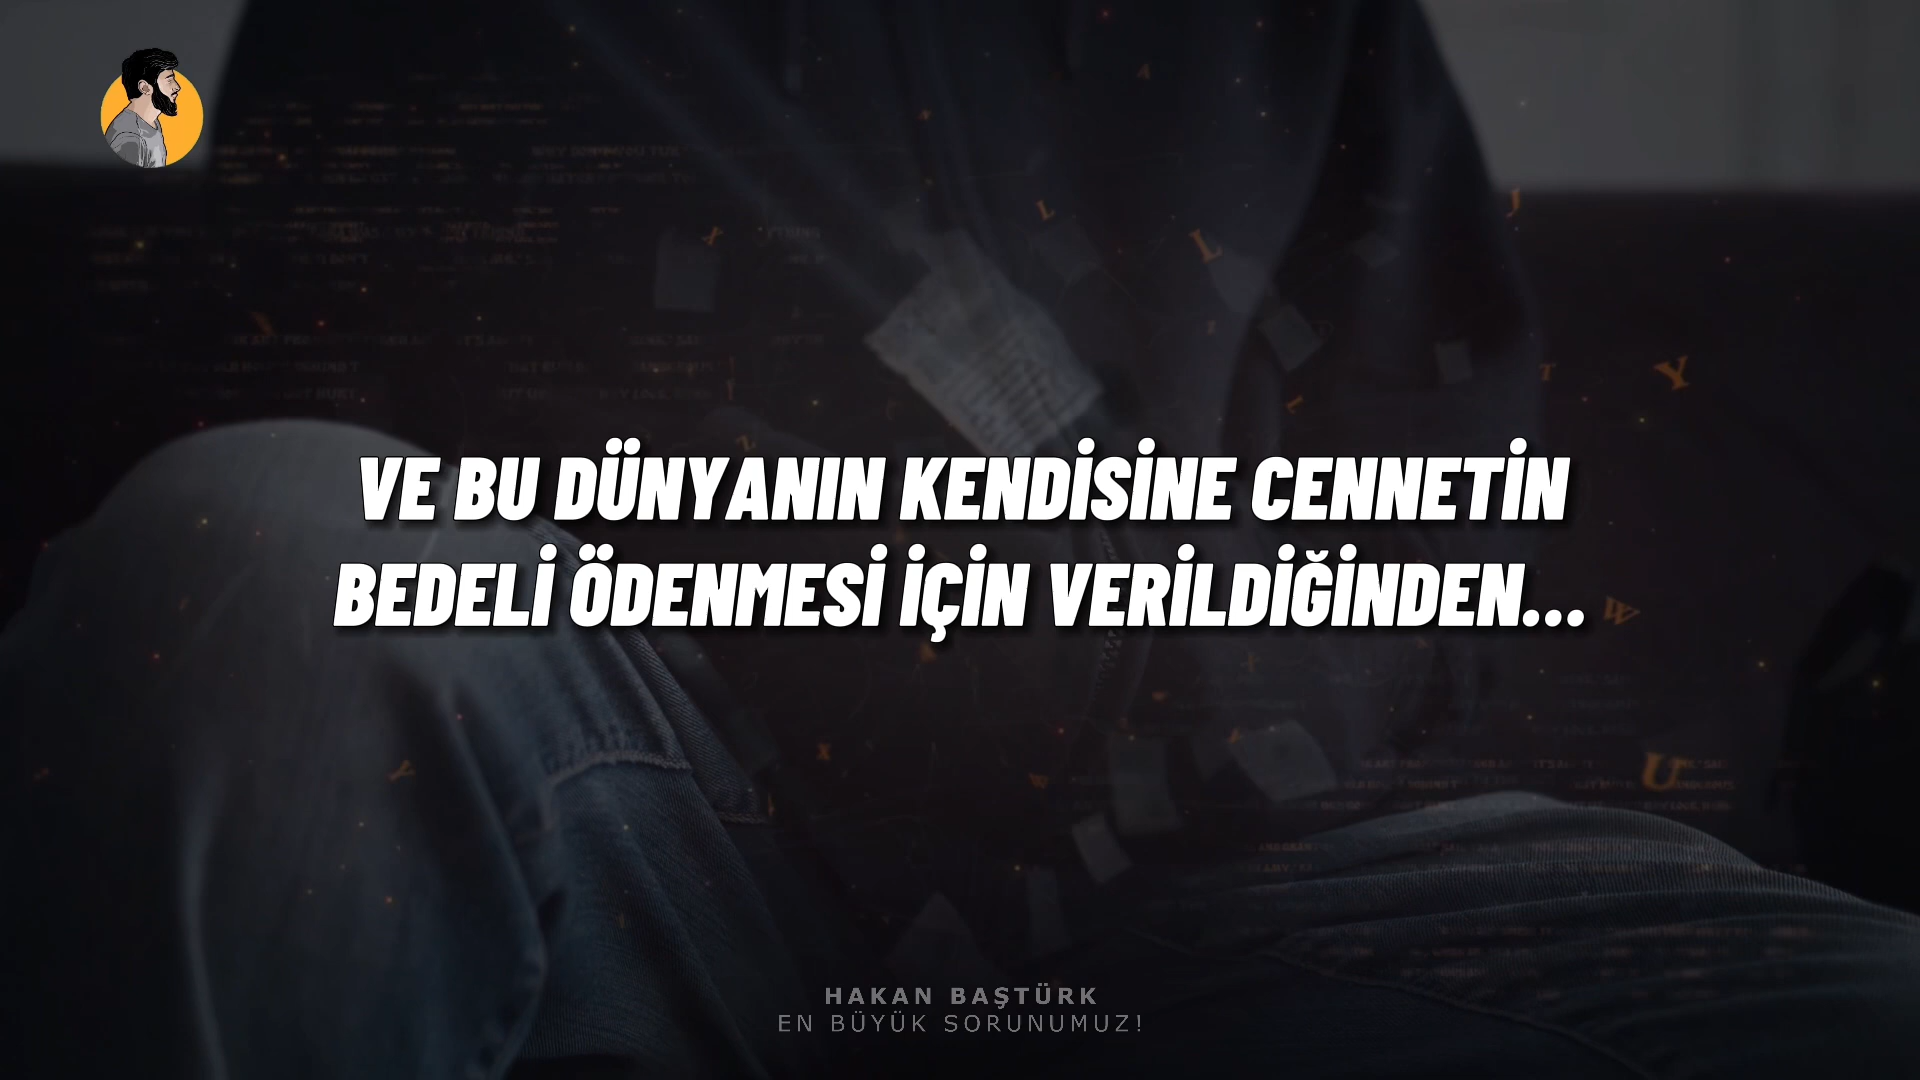 VE BU DÜNYANIN KENDİSİNE CENNETİN
BEDELİ ÖDENMESİ İÇİN VERİLDİĞİNDEN...
HAKAN BAŞTÜRK
EN BÜYÜK SORUNUMUZ!